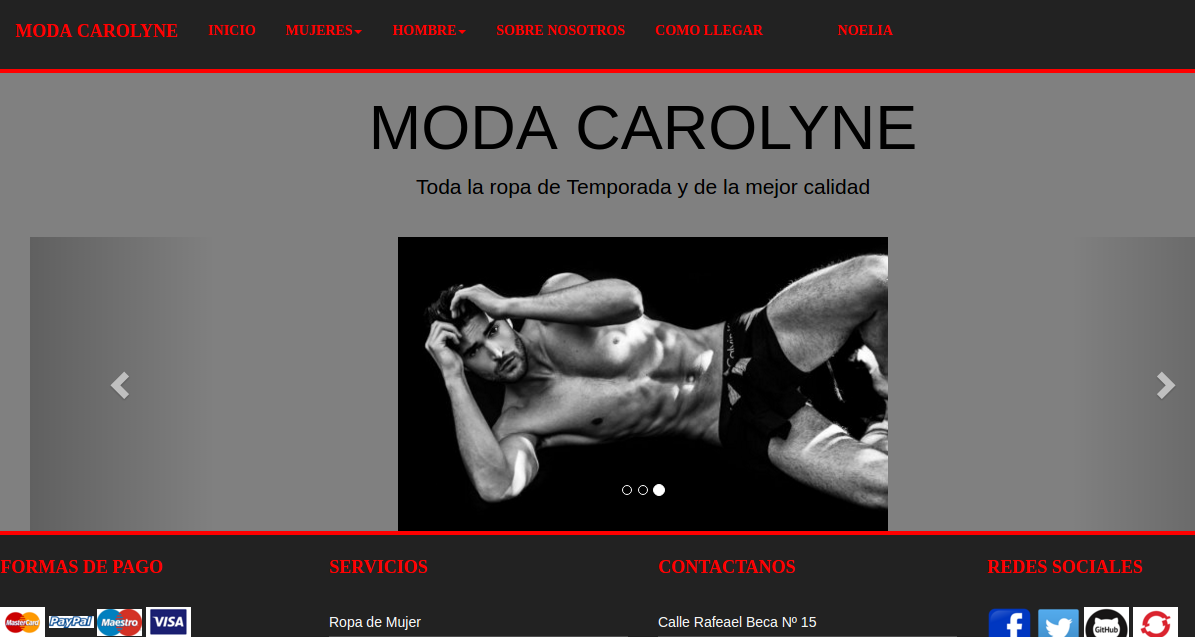 MODA CAROLYNE INICIO MUJERES HOMBRE SOBRE NOSOTROS COMO LLEGAR NOELIA
MODA CAROLYNE
Toda la ropa de Temporada y de la mejor calidad
Calvin
FORMAS DE PAGO SERVICIOS CONTACTANOS REDES SOCIALES
MasterCard PayPal Maestro VISA Ropa de Mujer Calle Rafeael Beca Nº 15 GitHub